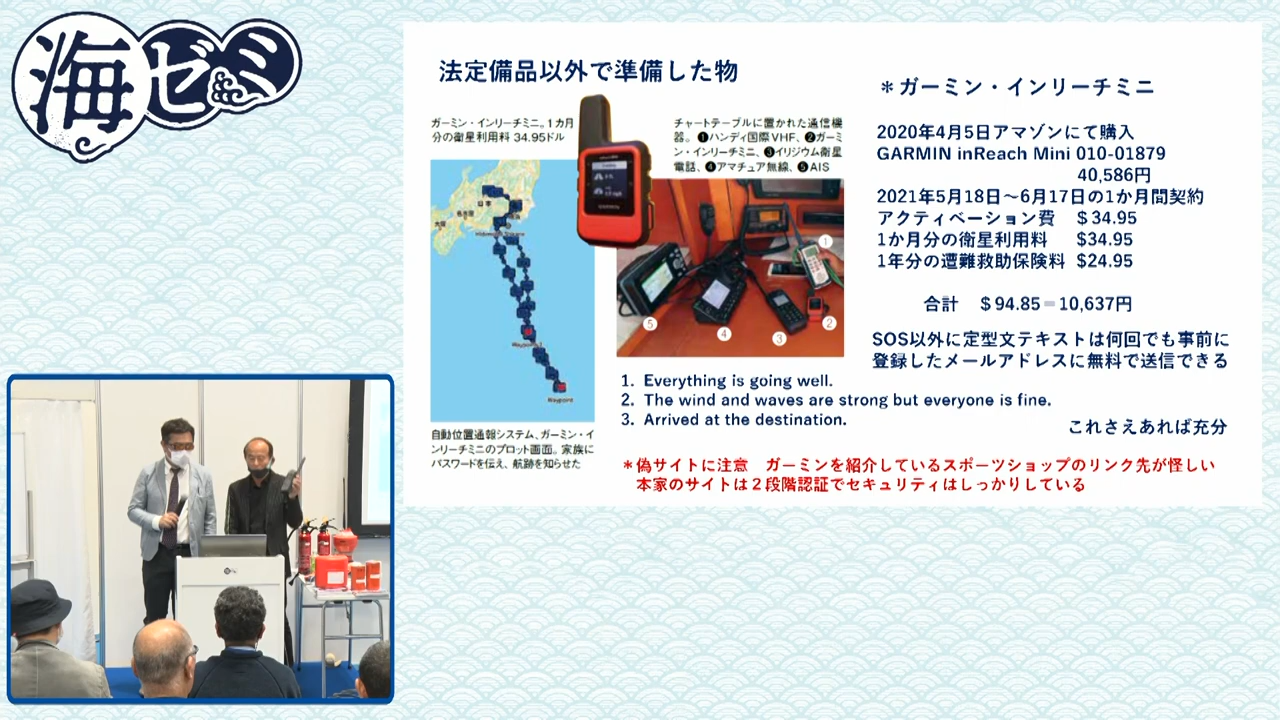 海ゼミ
法定備品以外で準備した物
ガーミン・インリーチミニ。1カ月
分の衛星利用料 34.95ドル
チャートテーブルに置かれた通信機
器。❶ハンディ国際VHF、❷ガーミ
ン・インリーチミニ、❸イリジウム衛星
電話、❹アマチュア無線、❺AIS
日本
名古屋
大阪
Waypoint
GARMIN
1
2
3
4
5
自動位置通報システム、ガーミン・イ
ンリーチミニのプロット画面。家族に
パスワードを伝え、航跡を知らせた
＊ガーミン・インリーチミニ
2020年4月5日アマゾンにて購入
GARMIN inReach Mini 010-01879
40,586円
2021年5月18日～6月17日の1か月間契約
アクティベーション費 ＄34.95
1か月分の衛星利用料 $34.95
1年分の遭難救助保険料 $24.95
合計 ＄94.85＝10,637円
SOS以外に定型文テキストは何回でも事前に
登録したメールアドレスに無料で送信できる
1. Everything is going well.
2. The wind and waves are strong but everyone is fine.
3. Arrived at the destination.
これさえあれば充分
＊偽サイトに注意 ガーミンを紹介しているスポーツショップのリンク先が怪しい
本家のサイトは２段階認証でセキュリティはしっかりしている